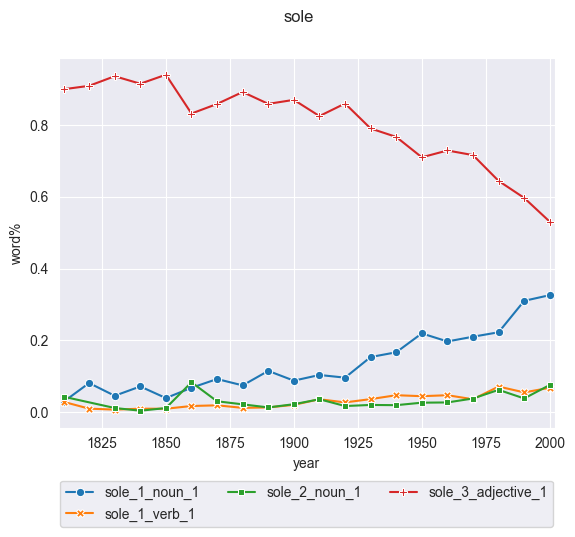 sole
word%
0.8
0.6
0.4
0.2
0.0
1825 1850 1875 1900 1925 1950 1975 2000
year
sole_1_noun_1 sole_2_noun_1 sole_3_adjective_1
sole_1_verb_1